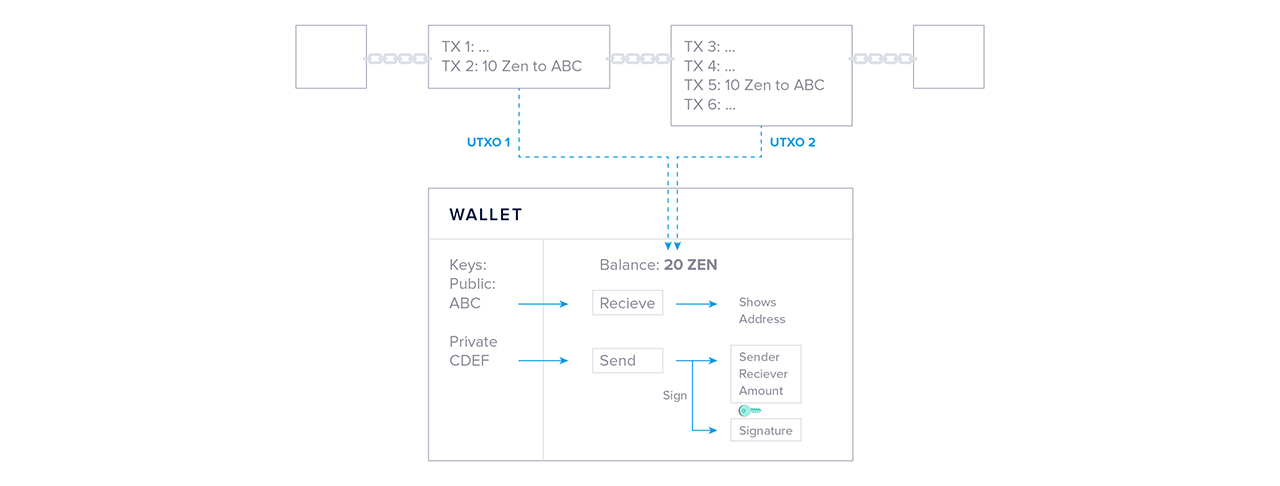 TX 1: ...
TX 2: 10 Zen to ABC
TX 3: ...
TX 4: ...
TX 5: 10 Zen to ABC
TX 6: ...
UTXO 1
UTXO 2
WALLET
Keys:
Public:
ABC
Private
CDEF
Balance: 20 ZEN
Recieve
Shows
Address
Send
Sender
Reciever
Amount
Sign
Signature